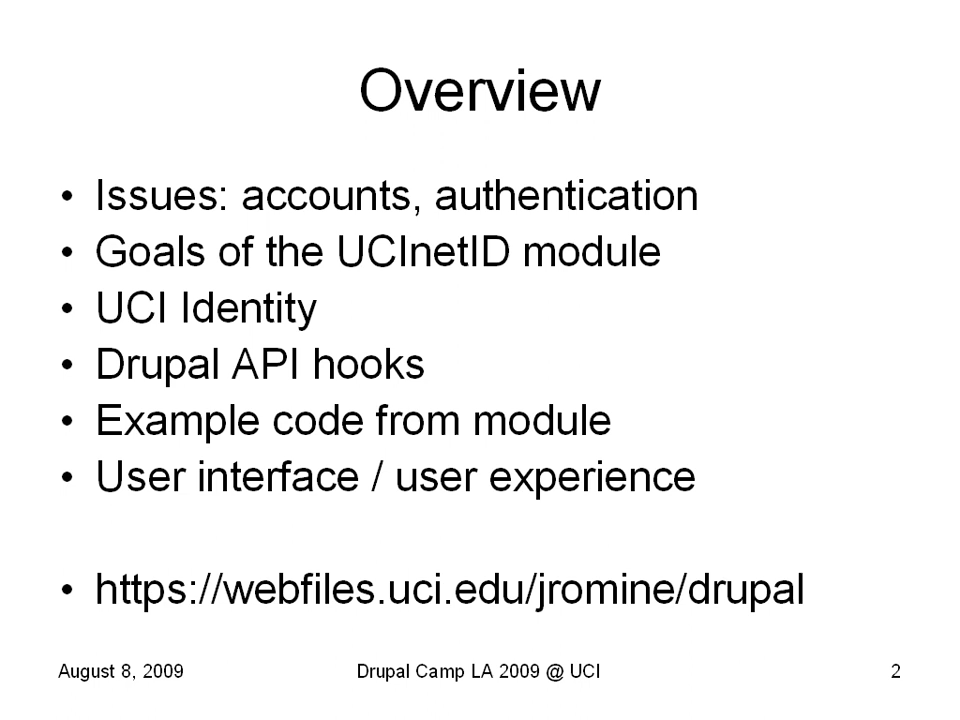 Overview
• Issues: accounts, authentication
• Goals of the UCInetID module
• UCI Identity
• Drupal API hooks
• Example code from module
• User interface / user experience
• https://webfiles.uci.edu/jromine/drupal
August 8, 2009 Drupal Camp LA 2009 @ UCI 2